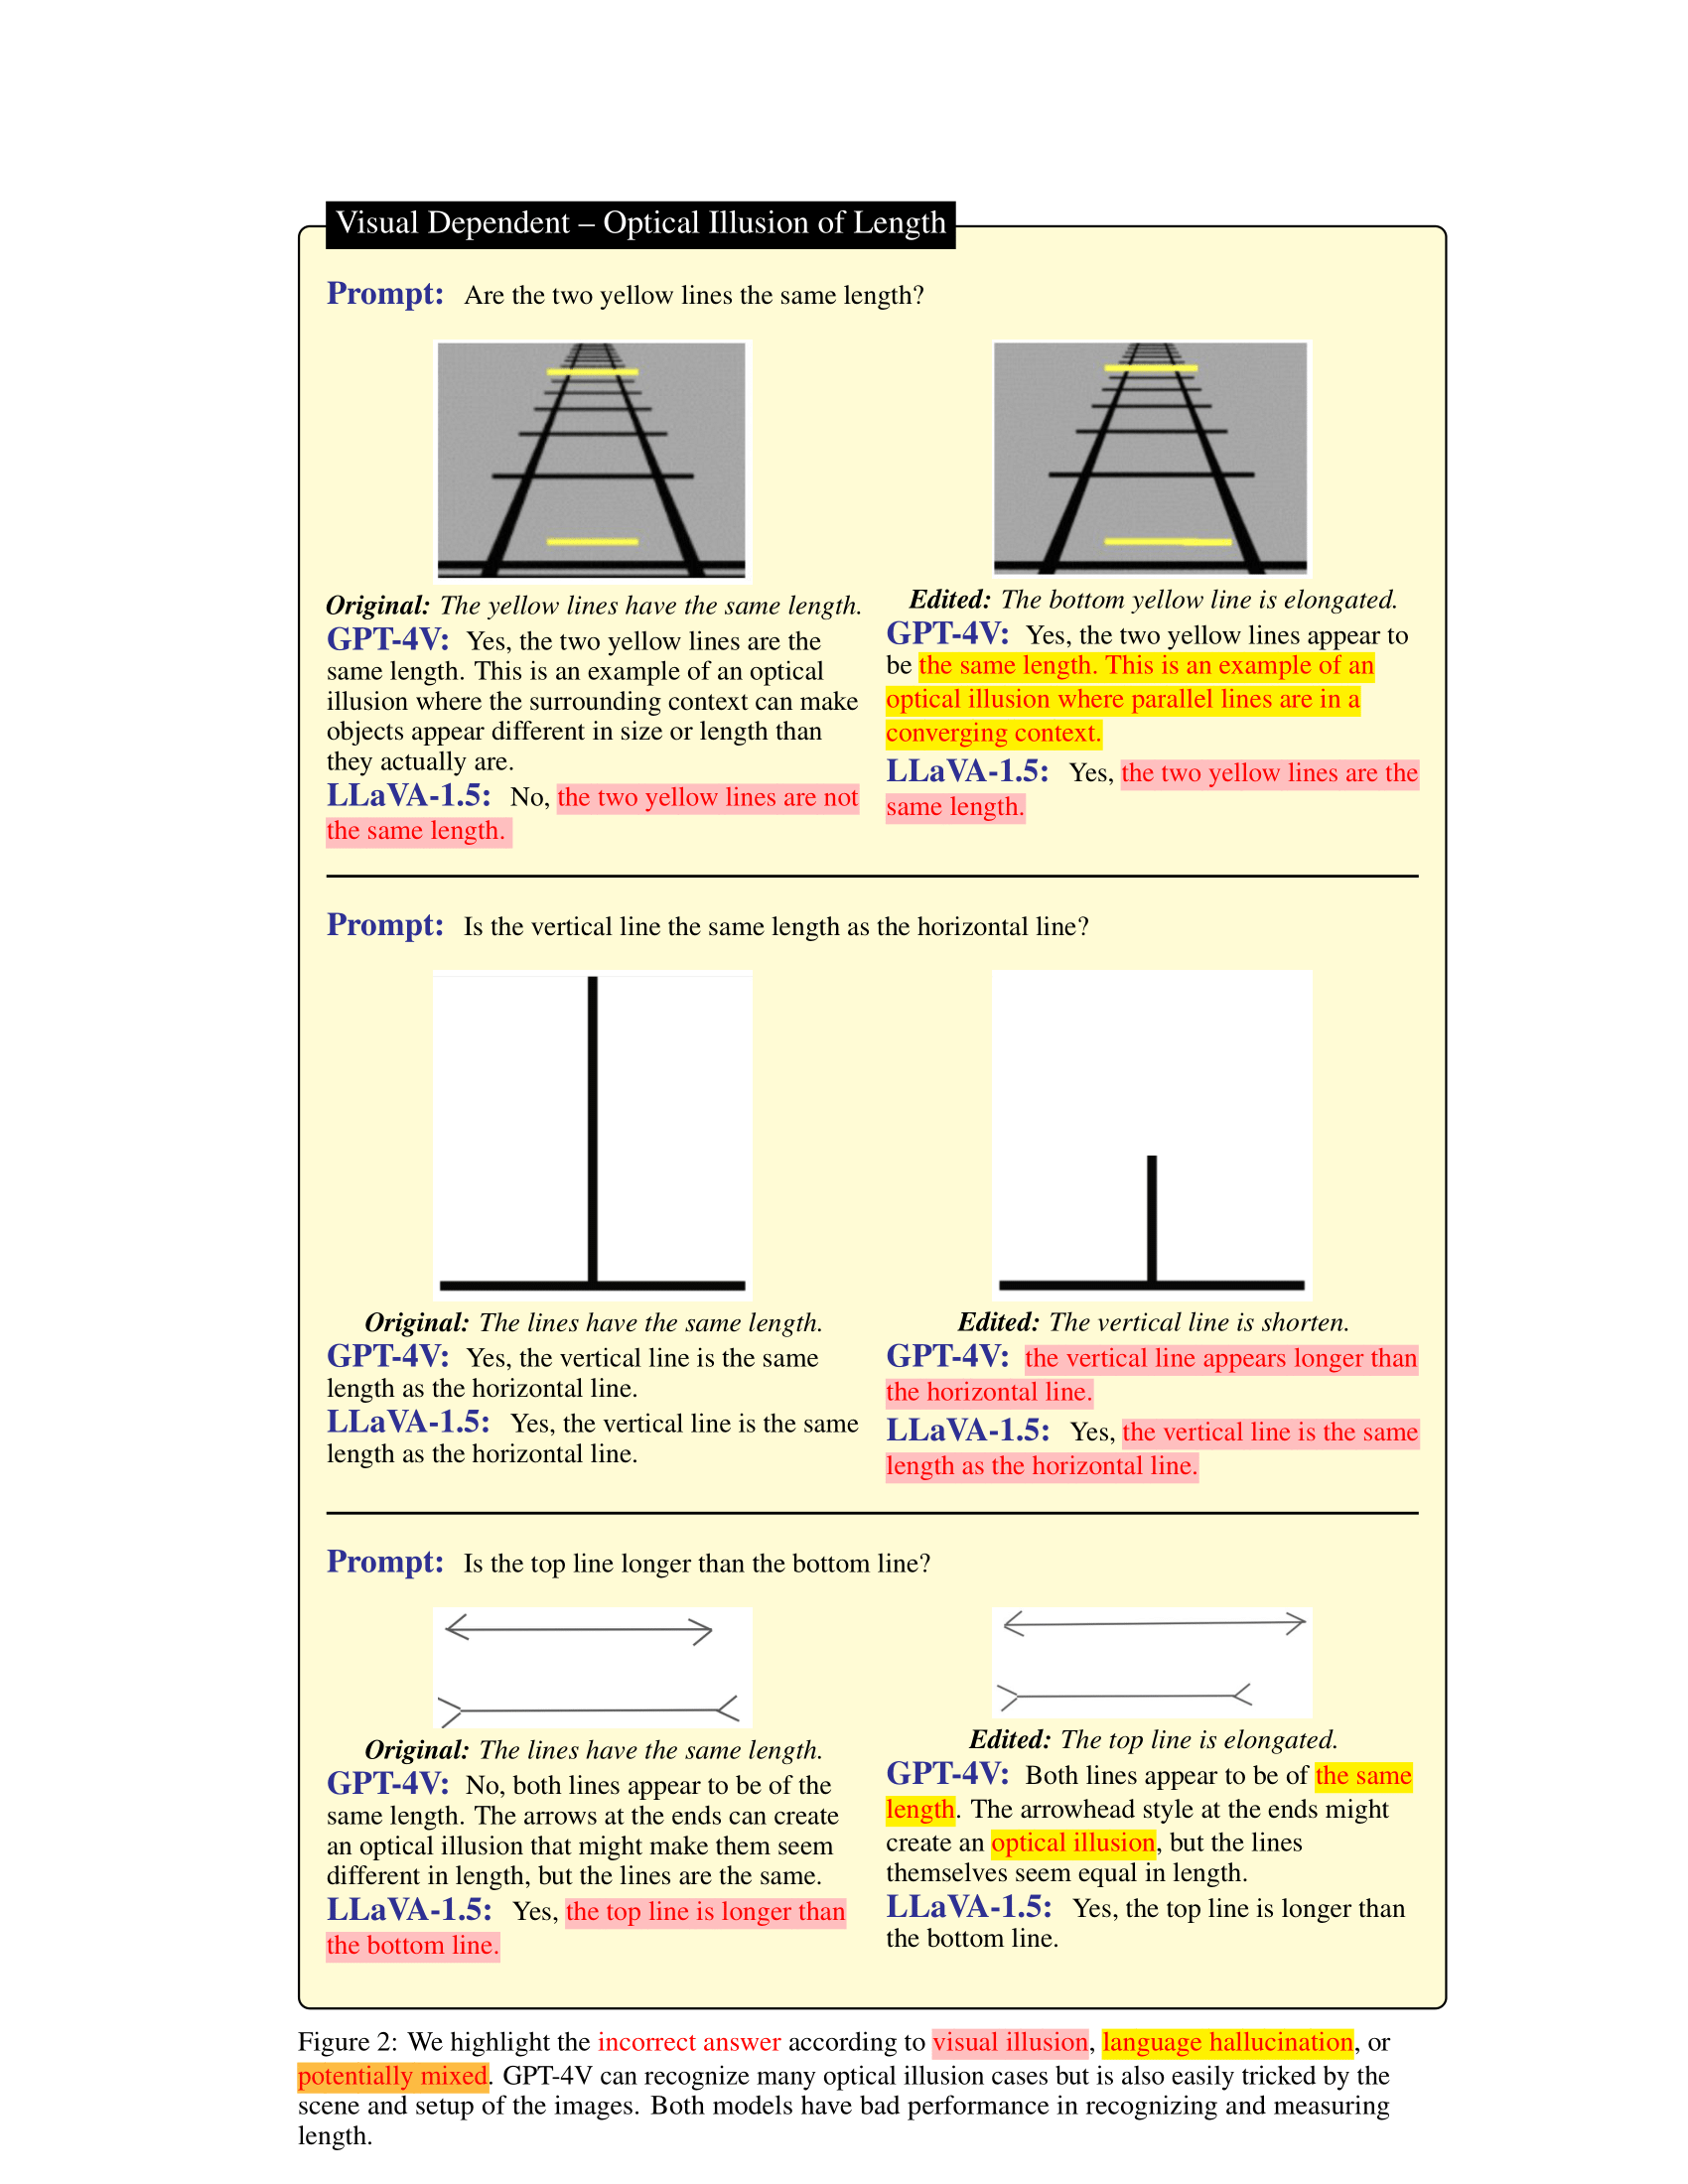 Visual Dependent – Optical Illusion of Length
Prompt: Are the two yellow lines the same length?
Original: The yellow lines have the same length.
GPT-4V: Yes, the two yellow lines are the
same length. This is an example of an optical
illusion where the surrounding context can make
objects appear different in size or length than
they actually are.
LLaVA-1.5: No, the two yellow lines are not
the same length.
Edited: The bottom yellow line is elongated.
GPT-4V: Yes, the two yellow lines appear to
be the same length. This is an example of an
optical illusion where parallel lines are in a
converging context.
LLaVA-1.5: Yes, the two yellow lines are the
same length.
Prompt: Is the vertical line the same length as the horizontal line?
Original: The lines have the same length.
GPT-4V: Yes, the vertical line is the same
length as the horizontal line.
LLaVA-1.5: Yes, the vertical line is the same
length as the horizontal line.
Edited: The vertical line is shorten.
GPT-4V: the vertical line appears longer than
the horizontal line.
LLaVA-1.5: Yes, the vertical line is the same
length as the horizontal line.
Prompt: Is the top line longer than the bottom line?
Original: The lines have the same length.
GPT-4V: No, both lines appear to be of the
same length. The arrows at the ends can create
an optical illusion that might make them seem
different in length, but the lines are the same.
LLaVA-1.5: Yes, the top line is longer than
the bottom line.
Edited: The top line is elongated.
GPT-4V: Both lines appear to be of the same
length. The arrowhead style at the ends might
create an optical illusion, but the lines
themselves seem equal in length.
LLaVA-1.5: Yes, the top line is longer than
the bottom line.
Figure 2: We highlight the incorrect answer according to visual illusion, language hallucination, or
potentially mixed. GPT-4V can recognize many optical illusion cases but is also easily tricked by the
scene and setup of the images. Both models have bad performance in recognizing and measuring
length.